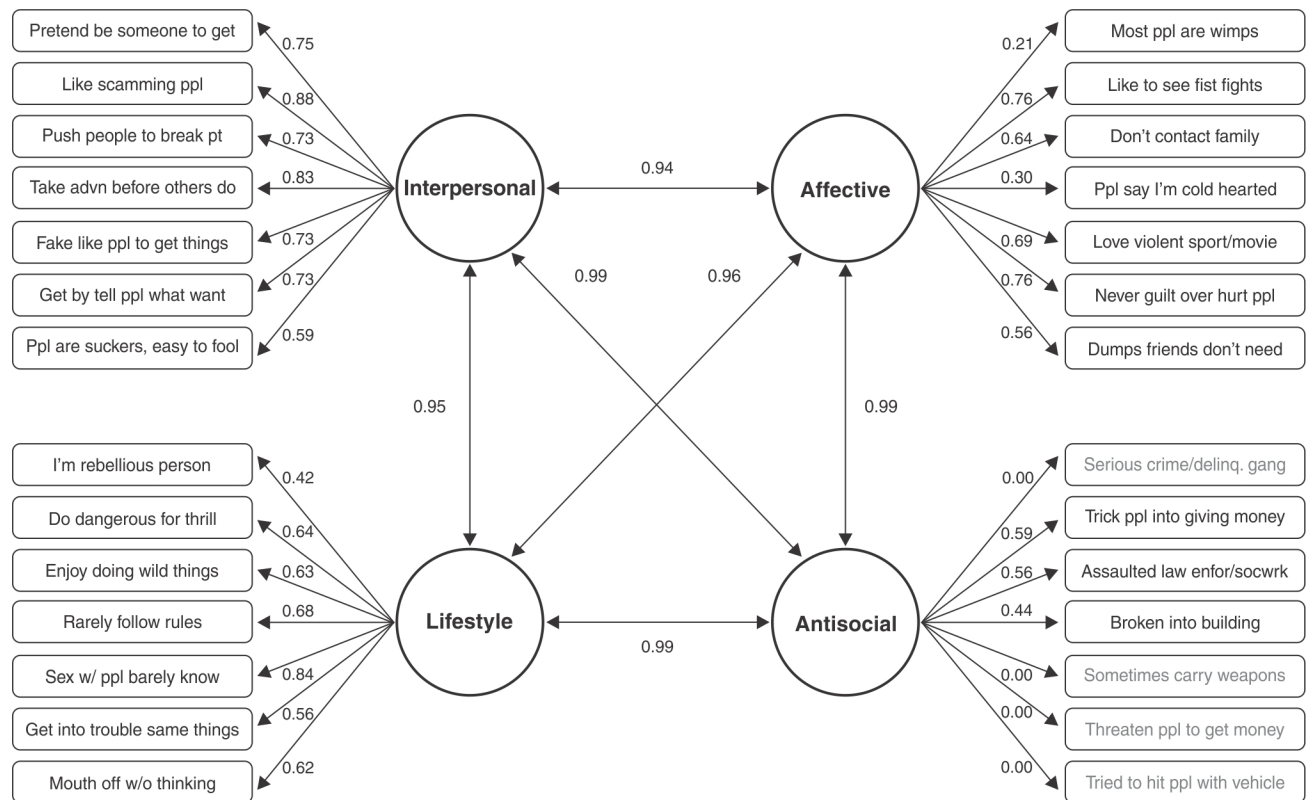 Pretend be someone to get
0.75
Like scamming ppl
0.88
Push people to break pt
0.73
Take advn before others do
0.83
Fake like ppl to get things
0.73
Get by tell ppl what want
0.73
Ppl are suckers, easy to fool
0.59
Interpersonal
0.94
Affective
0.21
Most ppl are wimps
0.76
Like to see fist fights
0.64
Don't contact family
0.30
Ppl say I'm cold hearted
0.69
Love violent sport/movie
0.76
Never guilt over hurt ppl
0.56
Dumps friends don't need
0.99
0.96
0.95
0.99
I'm rebellious person
0.42
Do dangerous for thrill
0.64
Enjoy doing wild things
0.63
Rarely follow rules
0.68
Sex w/ ppl barely know
0.84
Get into trouble same things
0.56
Mouth off w/o thinking
0.62
Lifestyle
0.99
Antisocial
0.00
Serious crime/delinq. gang
0.59
Trick ppl into giving money
0.56
Assaulted law enfor/socwrk
0.44
Broken into building
0.00
Sometimes carry weapons
0.00
Threaten ppl to get money
0.00
Tried to hit ppl with vehicle